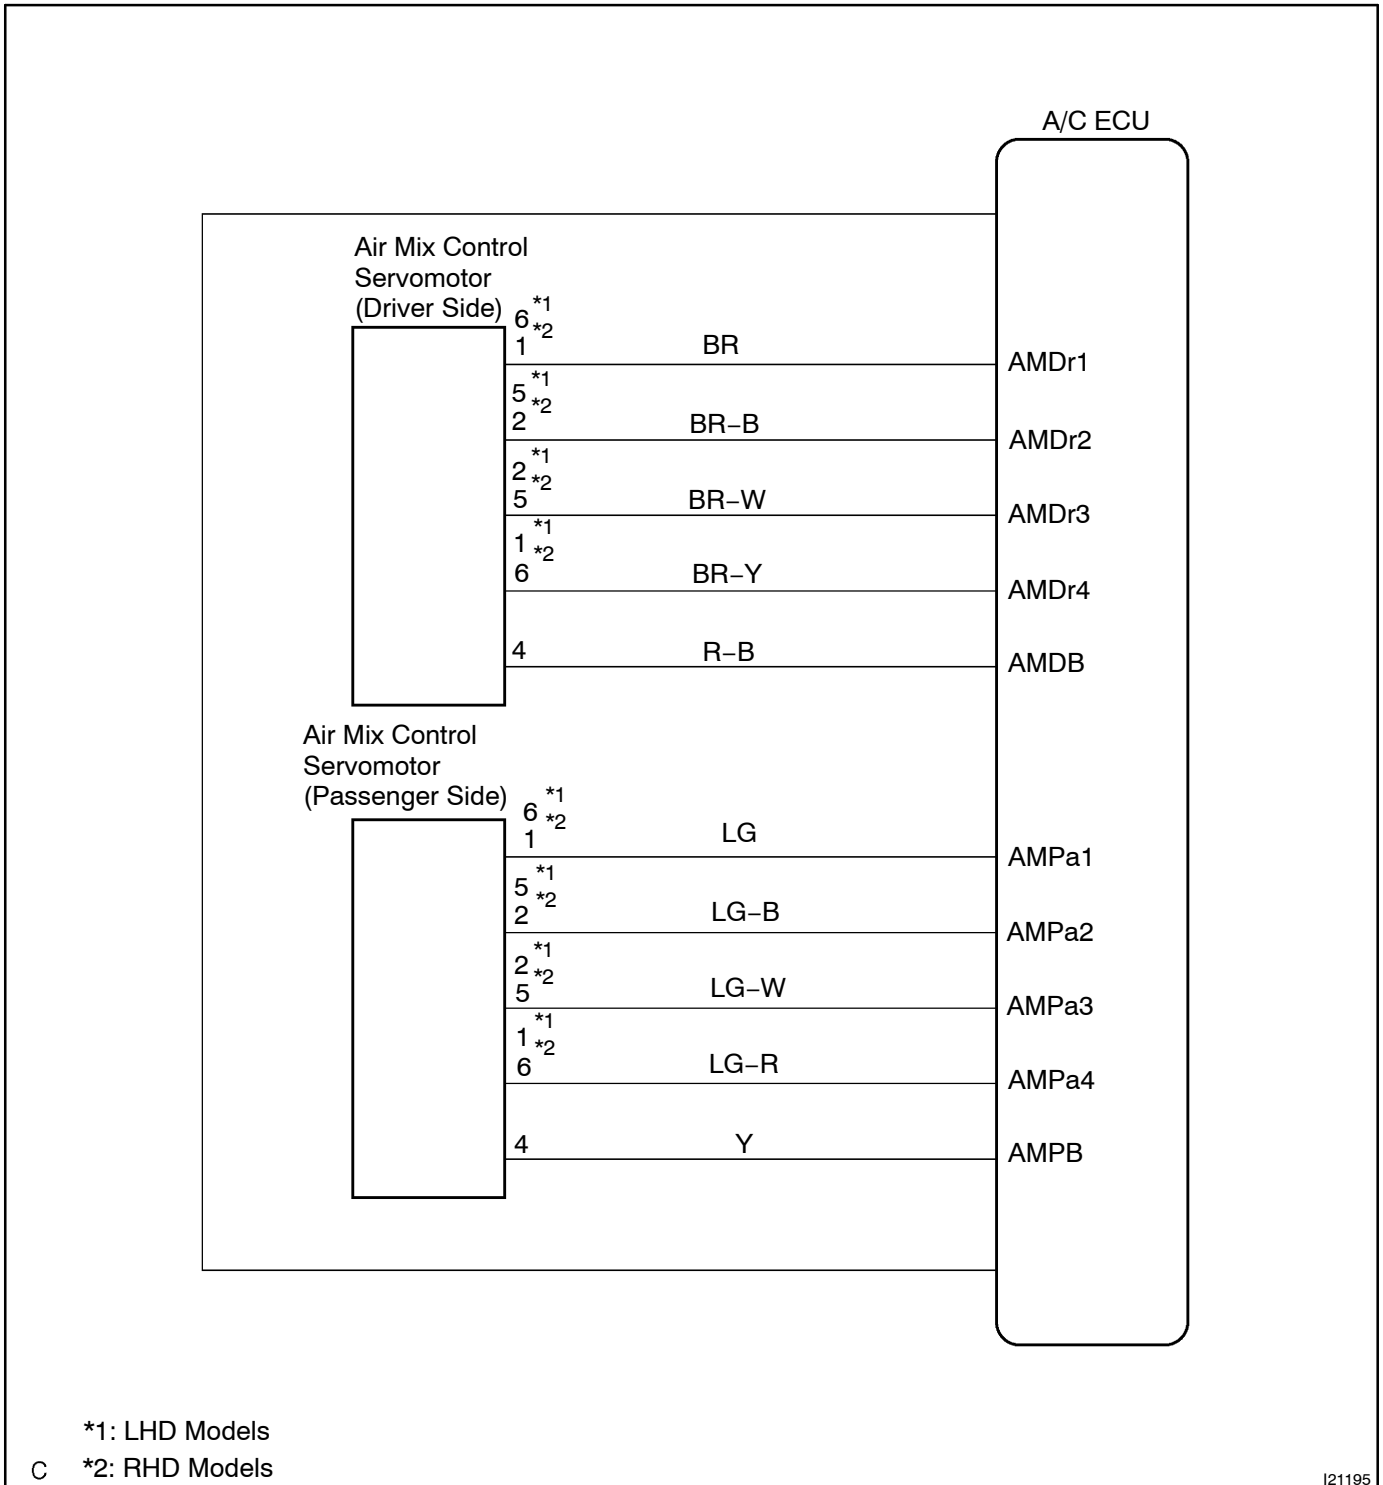 A/C ECU
Air Mix Control
Servomotor
(Driver Side)
6 *1
1 *2
BR
AMDr1
5 *1
2 *2
BR–B
AMDr2
2 *1
5 *2
BR–W
AMDr3
1 *1
6 *2
BR–Y
AMDr4
4
R–B
AMDB
Air Mix Control
Servomotor
(Passenger Side)
6 *1
1 *2
LG
AMPa1
5 *1
2 *2
LG–B
AMPa2
2 *1
5 *2
LG–W
AMPa3
1 *1
6 *2
LG–R
AMPa4
4
Y
AMPB
*1: LHD Models
C *2: RHD Models
I21195